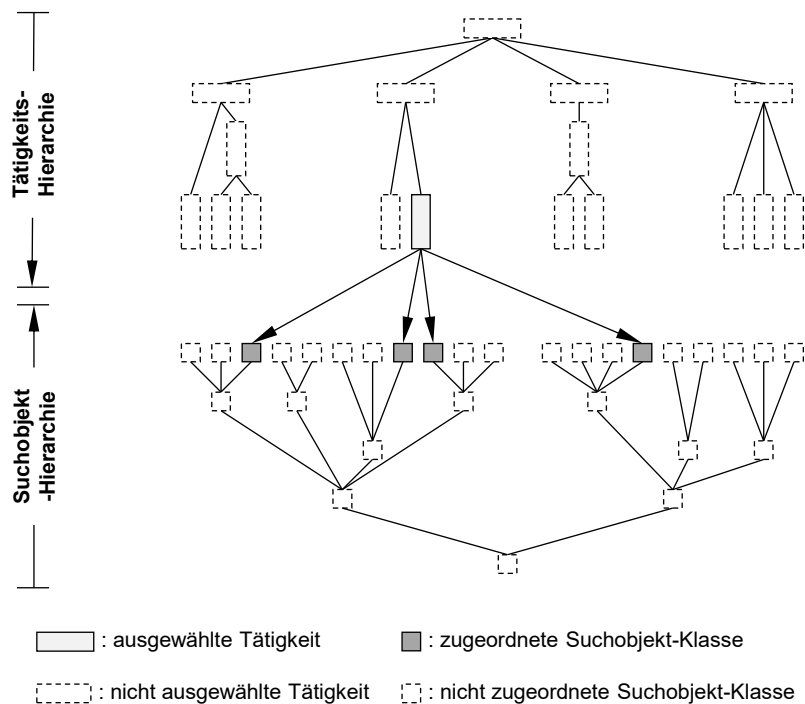 Tätigkeits-
Hierarchie
Suchobjekt
-Hierarchie
: ausgewählte Tätigkeit
: zugeordnete Suchobjekt-Klasse
: nicht ausgewählte Tätigkeit
: nicht zugeordnete Suchobjekt-Klasse